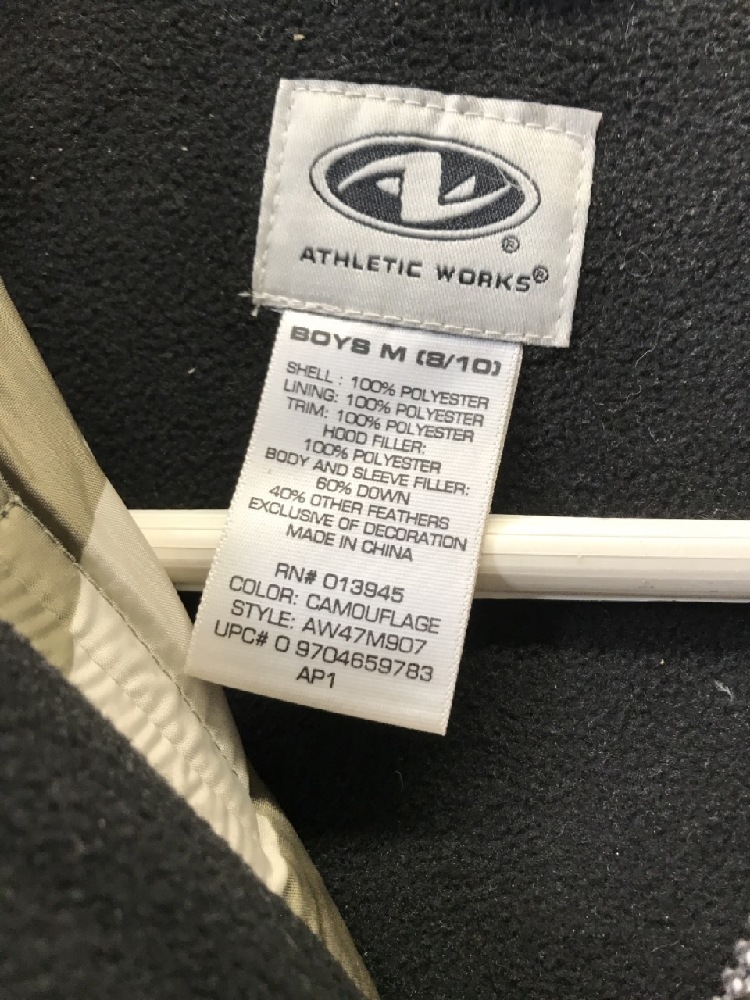 ATHLETIC WORKS®
BOYS M (8/10)
SHELL : 100% POLYESTER
LINING: 100% POLYESTER
TRIM: 100% POLYESTER
HOOD FILLER:
100% POLYESTER
BODY AND SLEEVE FILLER:
60% DOWN
40% OTHER FEATHERS
EXCLUSIVE OF DECORATION
MADE IN CHINA
RN# 013945
COLOR: CAMOUFLAGE
STYLE: AW47M907
UPC# 0 9704659783
AP1